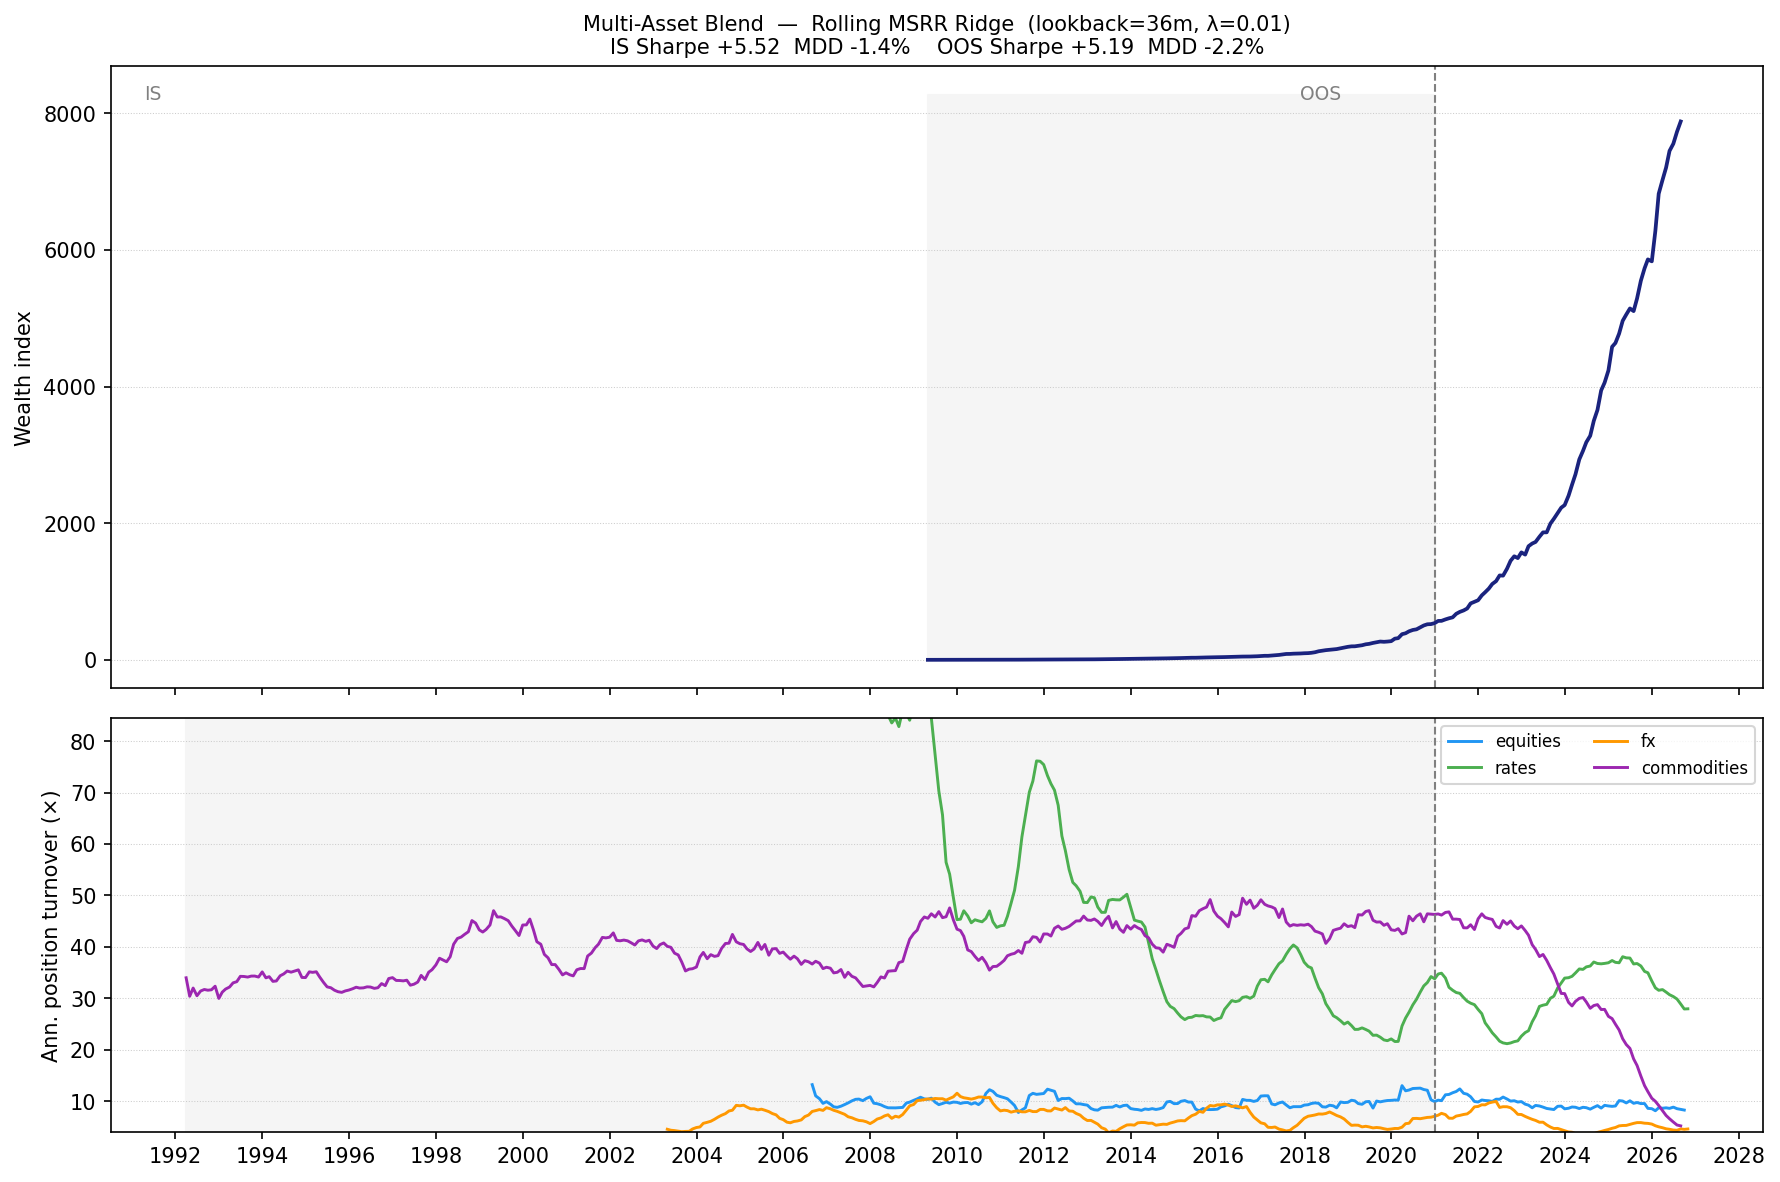 Multi-Asset Blend — Rolling MSRR Ridge (lookback=36m, λ=0.01)
IS Sharpe +5.52 MDD -1.4% OOS Sharpe +5.19 MDD -2.2%
IS
OOS
8000
6000
4000
2000
0
Wealth index
80
70
60
50
40
30
20
10
Ann. position turnover (×)
equities
rates
fx
commodities
1992 1994 1996 1998 2000 2002 2004 2006 2008 2010 2012 2014 2016 2018 2020 2022 2024 2026 2028